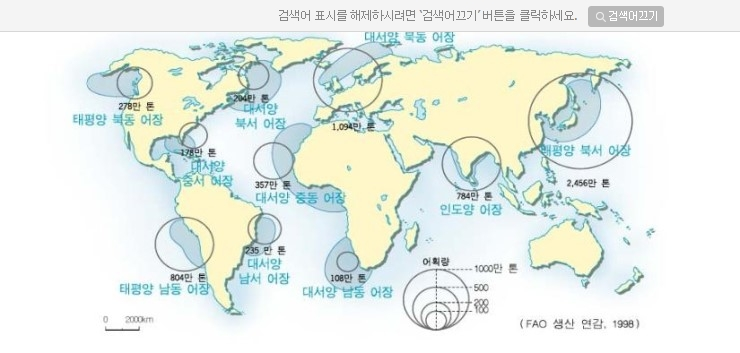 검색어 표시를 해제하시려면 '검색어끄기' 버튼을 클릭하세요.
검색어끄기
대서양 북동 어장
278만 톤
태평양 북동 어장
204만 톤
대서양
북서 어장
1,094만 톤
178만 톤
대서양
중서 어장
357만 톤
대서양 중동 어장
784만 톤
인도양 어장
태평양 북서 어장
2,456만 톤
804만 톤
태평양 남동 어장
235 만 톤
대서양
남서 어장
108만 톤
대서양 남동 어장
어획량
1000만 톤
500
200
100
0 2000km
(FAO 생산 연감, 1998)